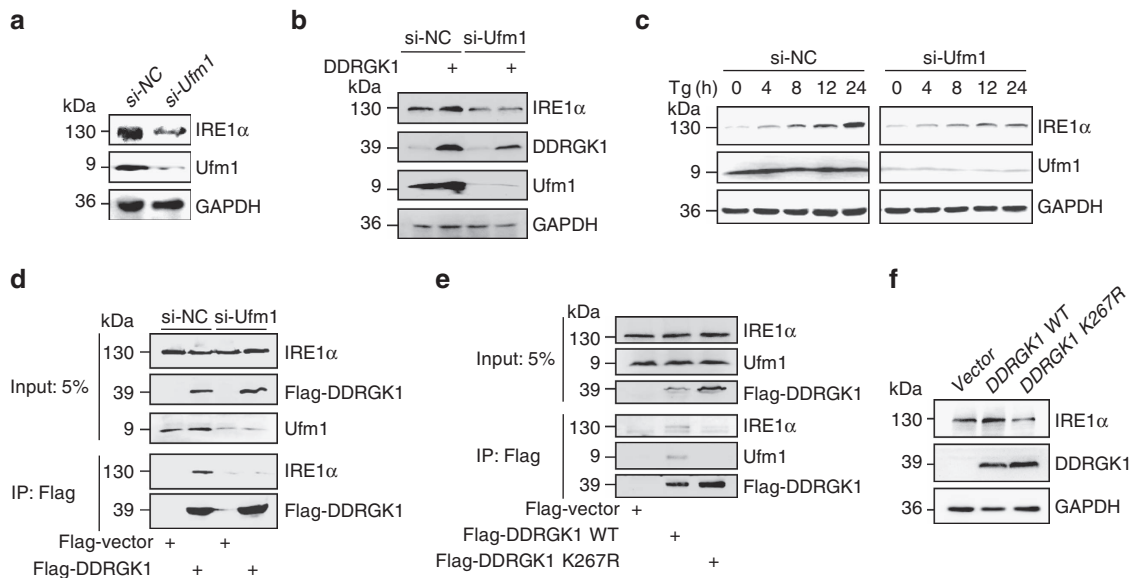 a
si-NC si-Ufm1
kDa
130 IRE1α
9 Ufm1
36 GAPDH
b
si-NC si-Ufm1
DDRGK1 + +
kDa
130 IRE1α
39 DDRGK1
9 Ufm1
36 GAPDH
c
si-NC si-Ufm1
Tg (h) 0 4 8 12 24 0 4 8 12 24
kDa
130 IRE1α
9 Ufm1
36 GAPDH
d
si-NC si-Ufm1
kDa
Input: 5%
130 IRE1α
39 Flag-DDRGK1
9 Ufm1
IP: Flag
130 IRE1α
39 Flag-DDRGK1
Flag-vector + +
Flag-DDRGK1 + +
e
kDa
Input: 5%
130 IRE1α
9 Ufm1
39 Flag-DDRGK1
IP: Flag
130 IRE1α
9 Ufm1
39 Flag-DDRGK1
Flag-vector +
Flag-DDRGK1 WT +
Flag-DDRGK1 K267R +
f
Vector DDRGK1 WT DDRGK1 K267R
kDa
130 IRE1α
39 DDRGK1
36 GAPDH